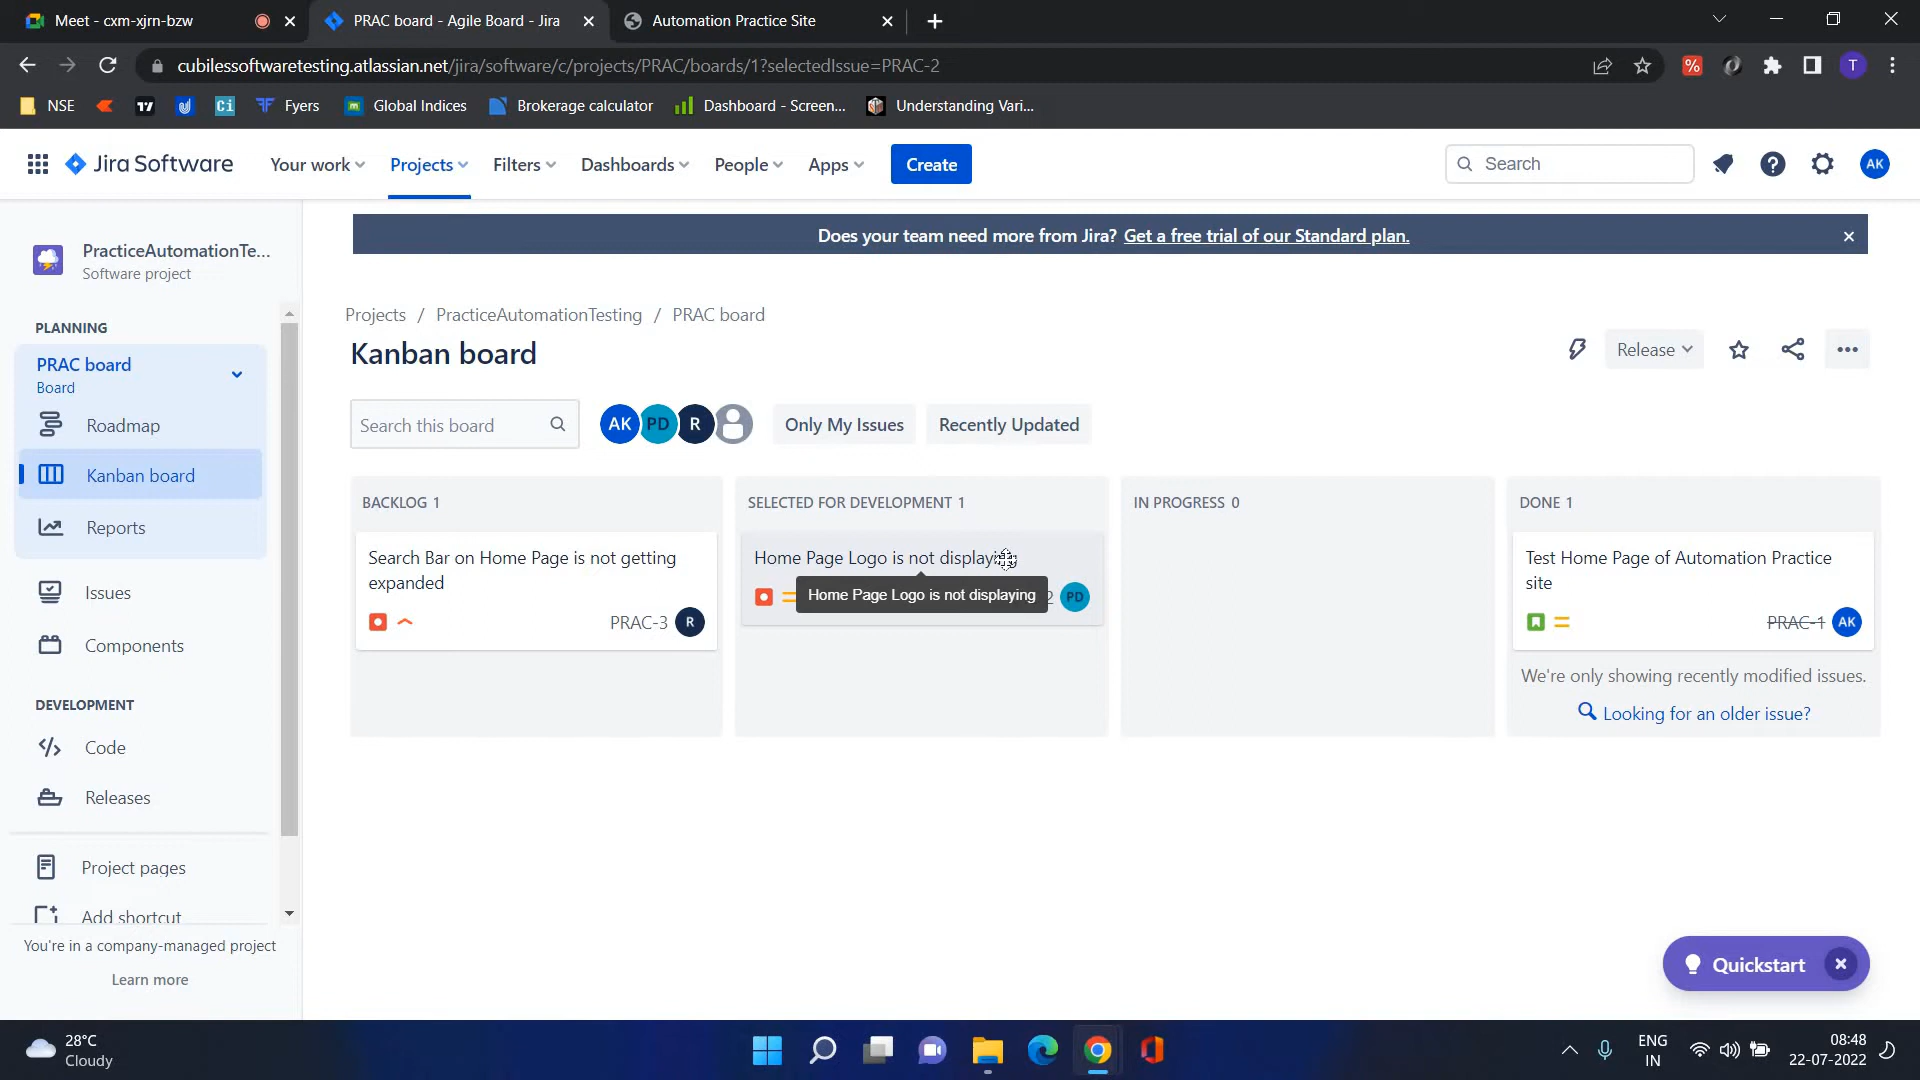 Meet - cxm-xjrn-bzw
PRAC board - Agile Board - Jira
Automation Practice Site
cubilessoftwaretesting.atlassian.net/jira/software/c/projects/PRAC/boards/1?selectedIssue=PRAC-2
T
NSE
Ci
Fyers
Global Indices
Brokerage calculator
Dashboard - Screen...
Understanding Vari...
Jira Software
Your work
Projects
Filters
Dashboards
People
Apps
Create
Search
AK
PracticeAutomationTe...
Software project
Does your team need more from Jira? Get a free trial of our Standard plan.
Projects / PracticeAutomationTesting / PRAC board
Kanban board
Release
PLANNING
PRAC board
Board
Roadmap
Kanban board
Reports
Issues
Components
DEVELOPMENT
Code
Releases
Project pages
Add shortcut
You're in a company-managed project
Learn more
Search this board
AK
PD
R
Only My Issues
Recently Updated
BACKLOG 1
Search Bar on Home Page is not getting
expanded
PRAC-3
R
SELECTED FOR DEVELOPMENT 1
Home Page Logo is not displaying
Home Page Logo is not displaying
2
PD
IN PROGRESS 0
DONE 1
Test Home Page of Automation Practice
site
PRAC-1
AK
We're only showing recently modified issues.
Looking for an older issue?
Quickstart
28°C
Cloudy
ENG
IN
08:48
22-07-2022